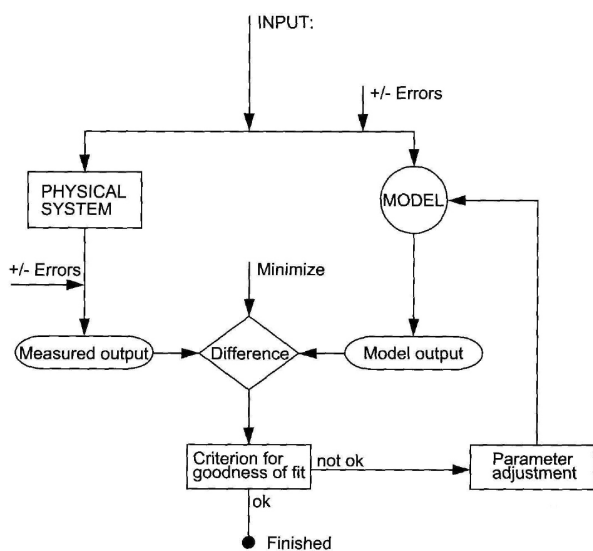 INPUT:
+/- Errors
PHYSICAL
SYSTEM
MODEL
+/- Errors
Minimize
Measured output
Difference
Model output
Criterion for
goodness of fit
not ok
Parameter
adjustment
ok
Finished